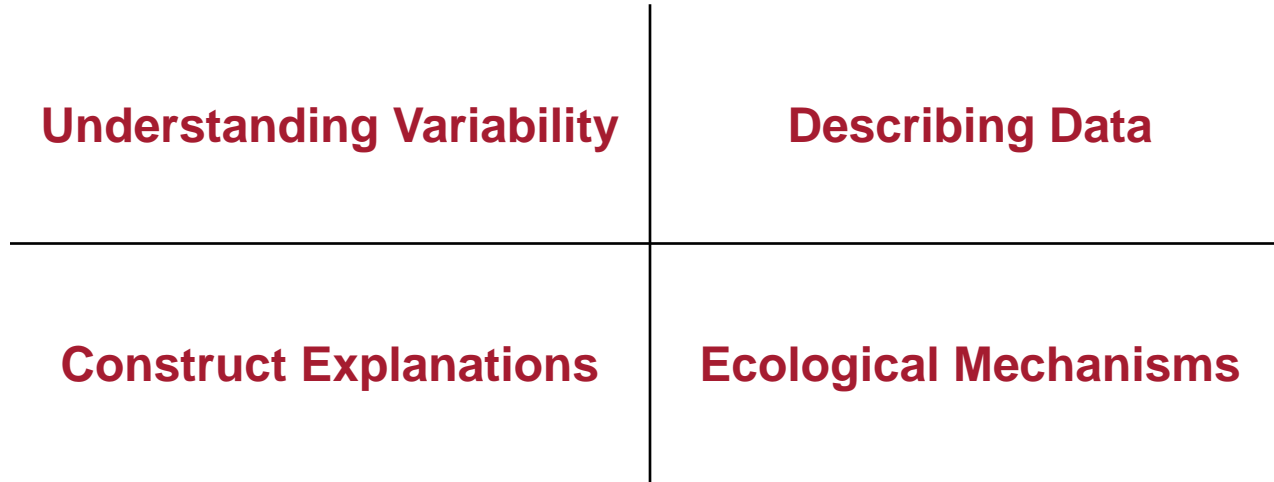 Understanding Variability
Describing Data
Construct Explanations
Ecological Mechanisms